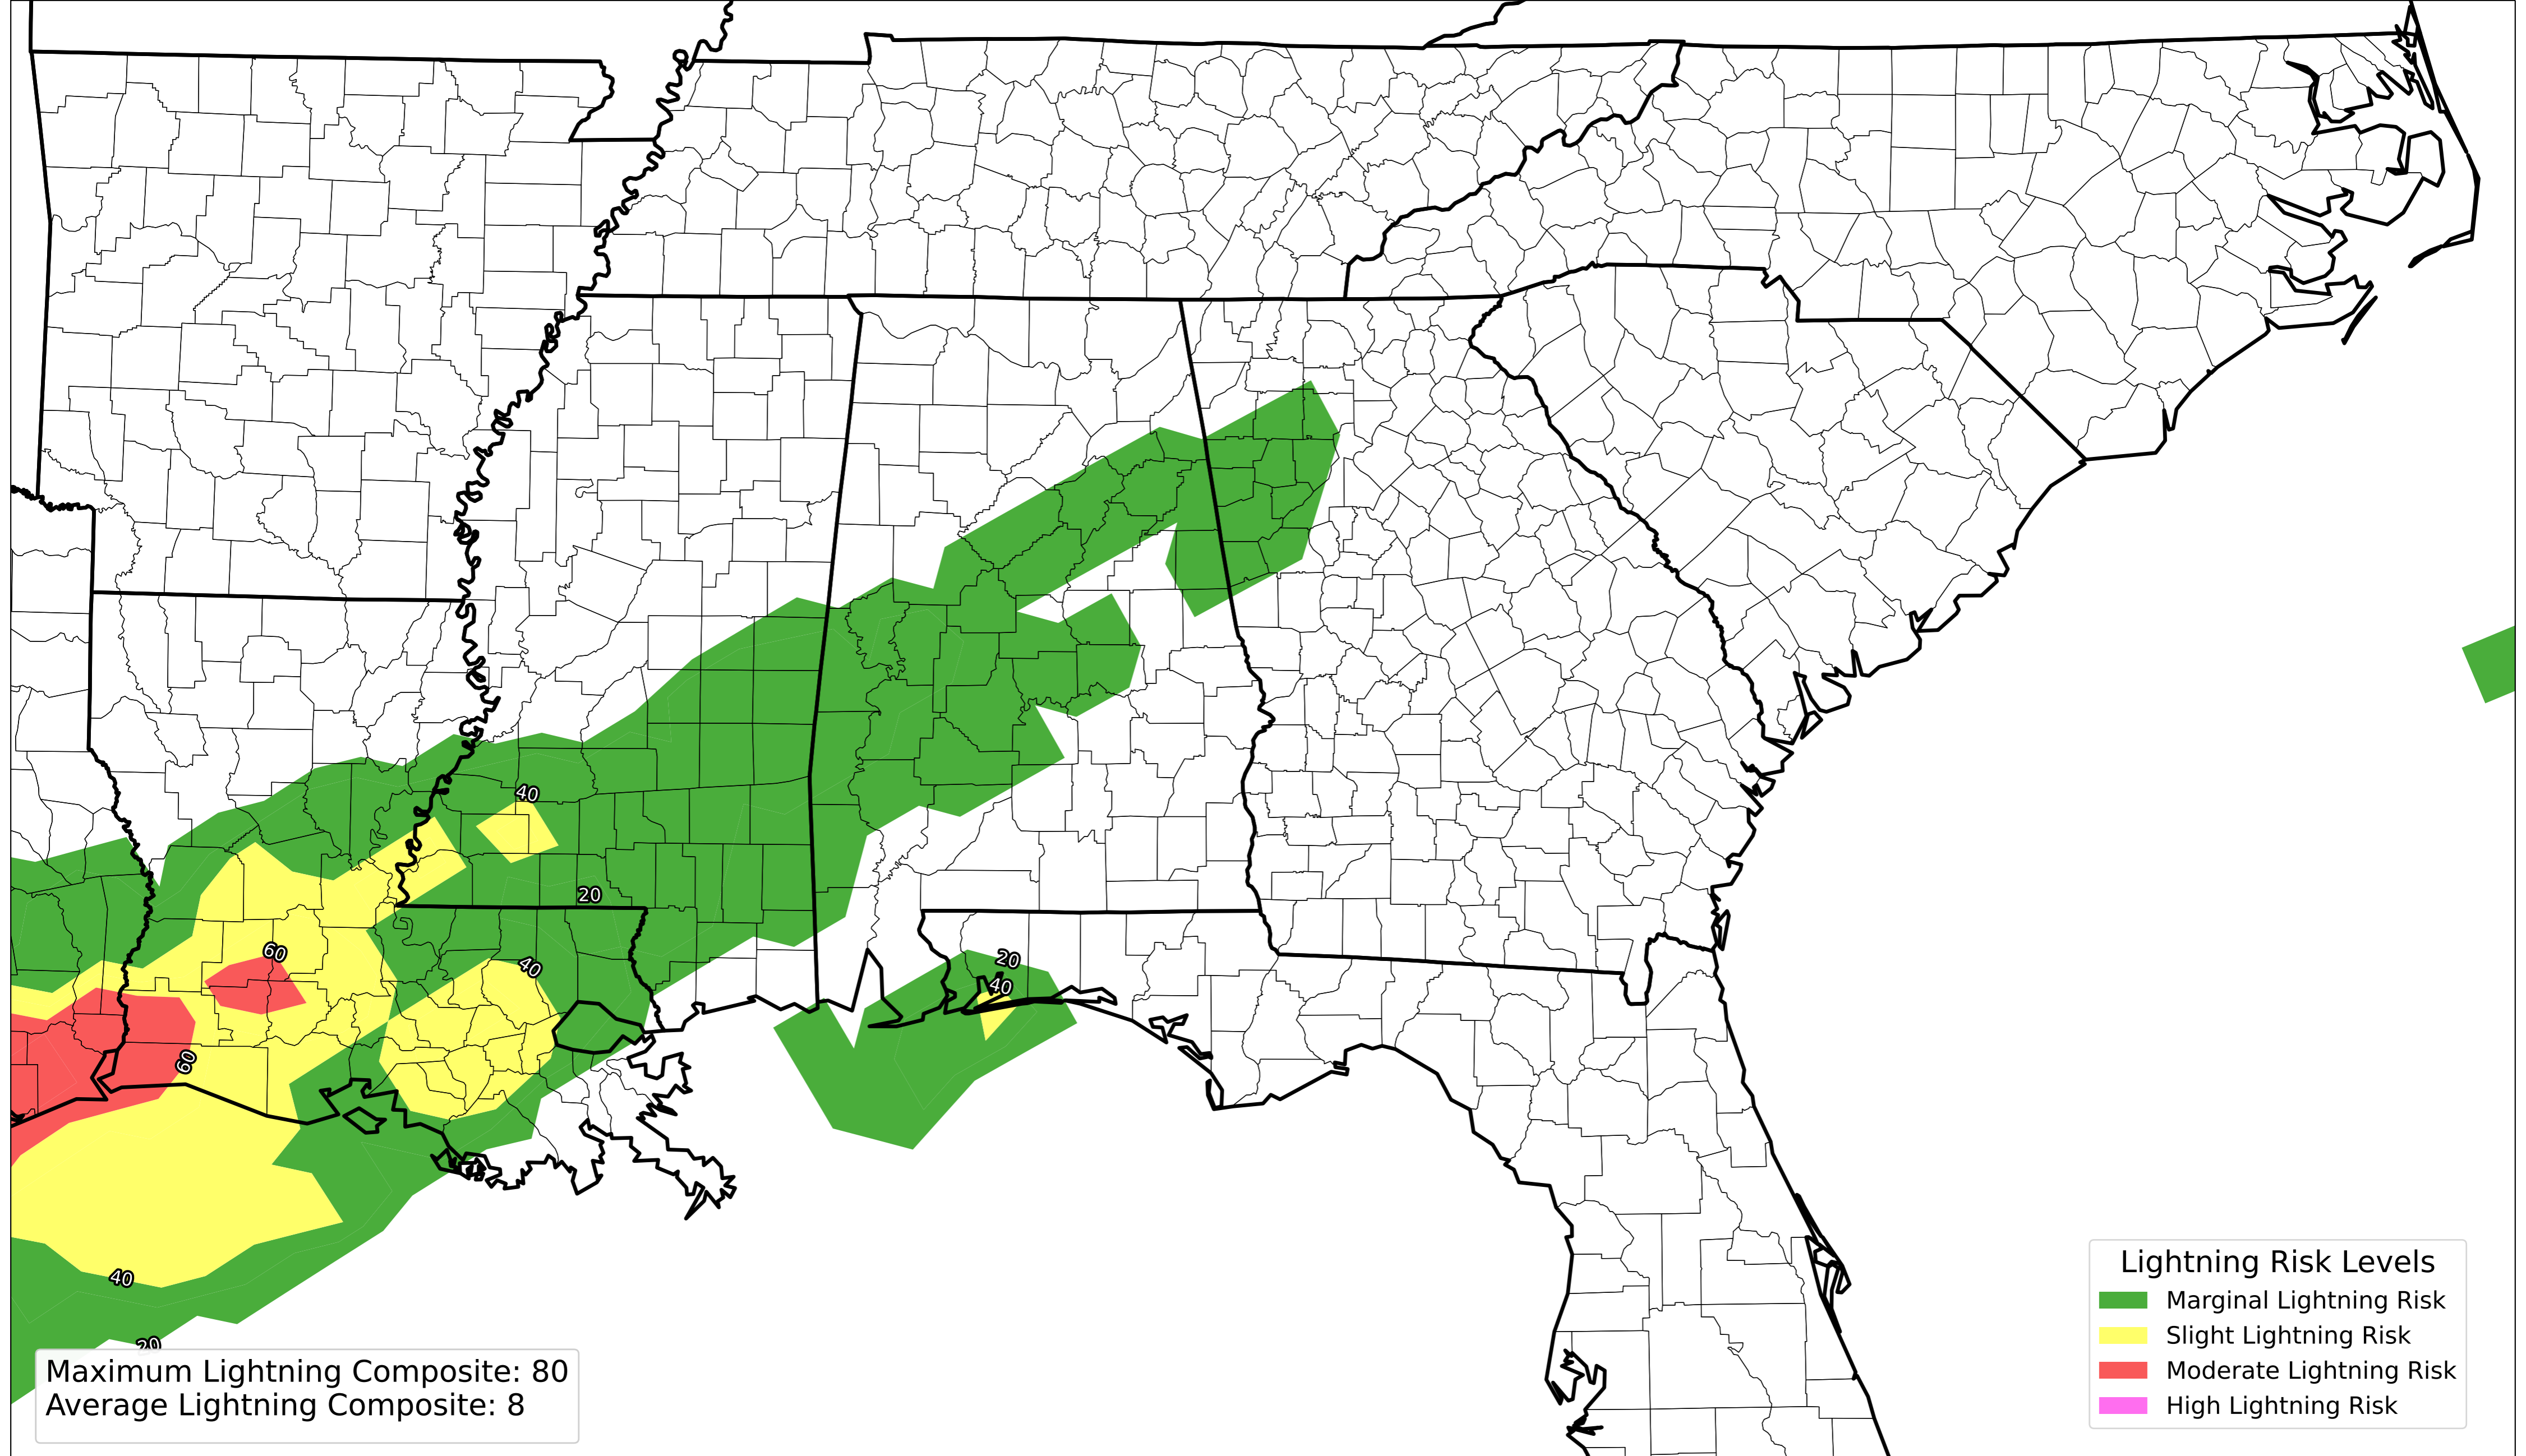 40
20
60
40
20
40
60
40
20
Maximum Lightning Composite: 80
Average Lightning Composite: 8
Lightning Risk Levels
Marginal Lightning Risk
Slight Lightning Risk
Moderate Lightning Risk
High Lightning Risk